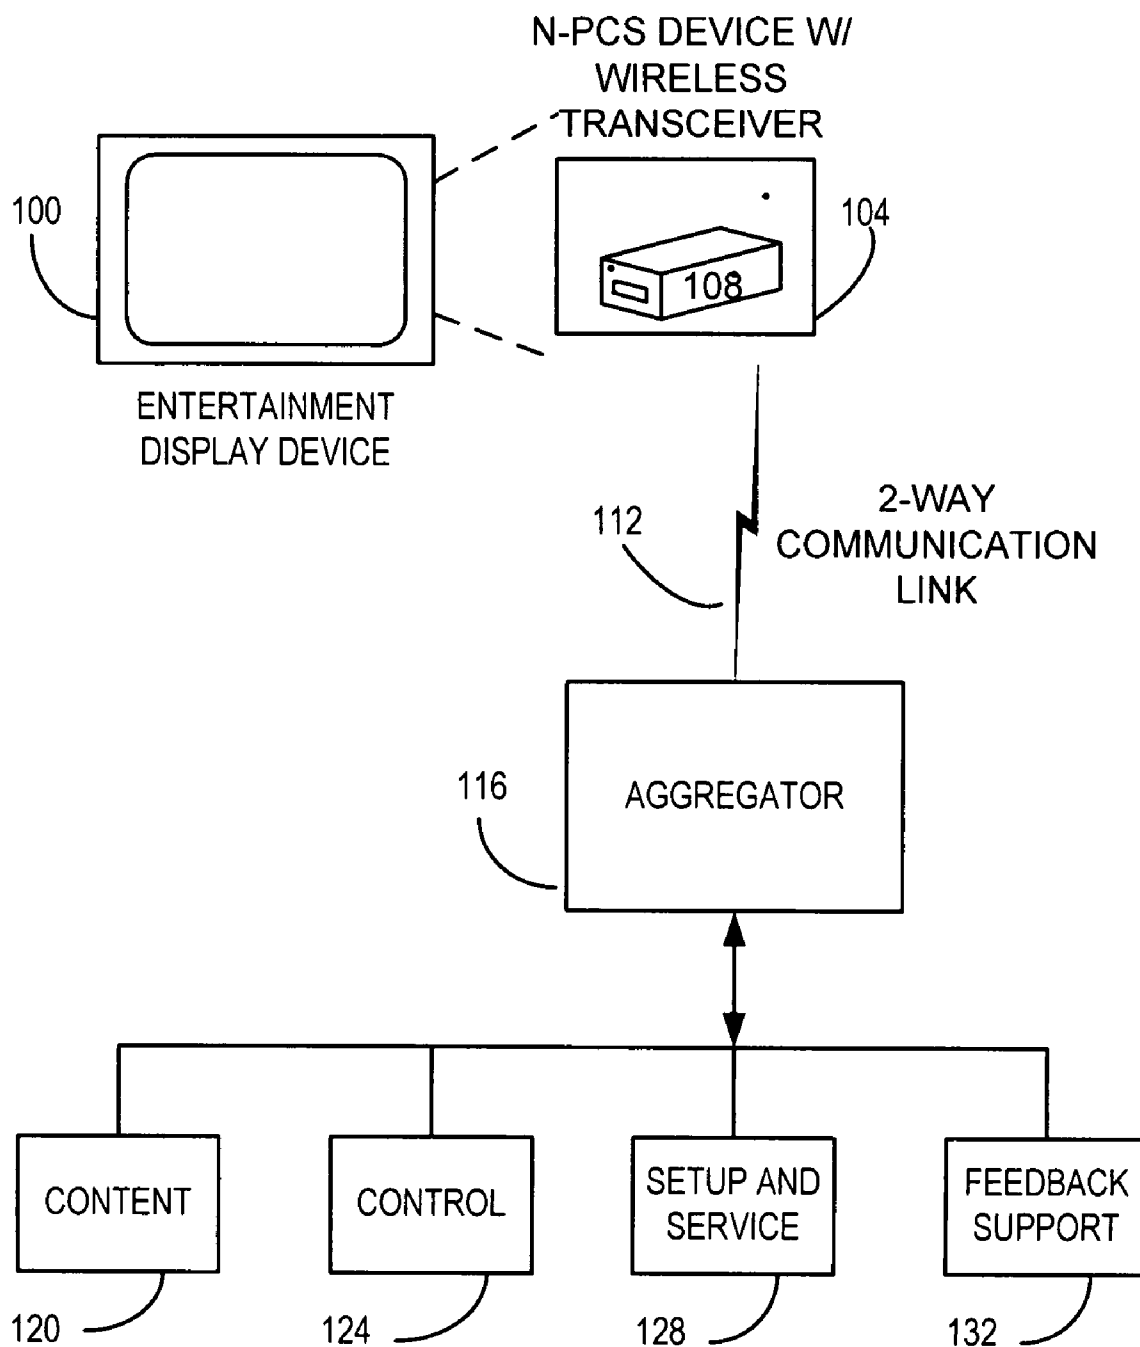 N-PCS DEVICE W/
WIRELESS
TRANSCEIVER
100
104
108
ENTERTAINMENT
DISPLAY DEVICE
112
2-WAY
COMMUNICATION
LINK
116
AGGREGATOR
CONTENT
CONTROL
SETUP AND
SERVICE
FEEDBACK
SUPPORT
120
124
128
132